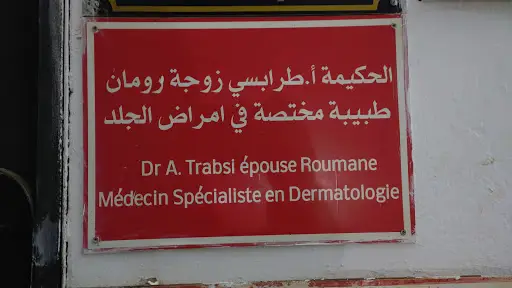 الحكيمة أ.طرابسي زوجة رومان
طبيبة مختصة في امراض الجلد
Dr A. Trabsi épouse Roumane
Médecin Spécialiste en Dermatologie